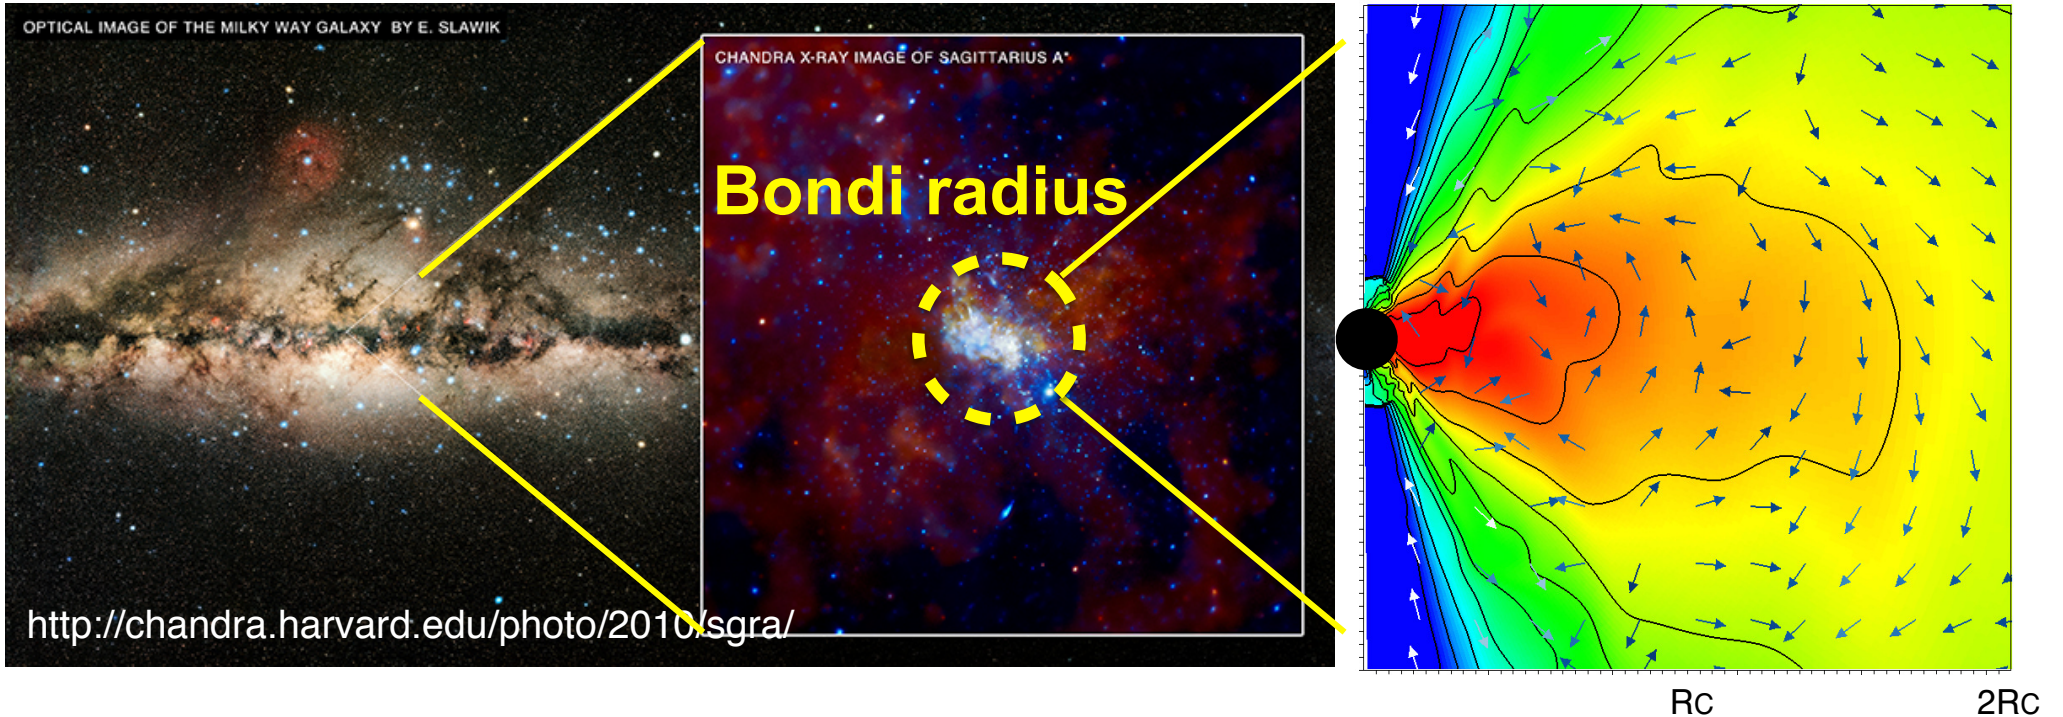 OPTICAL IMAGE OF THE MILKY WAY GALAXY BY E. SLAWIK
CHANDRA X-RAY IMAGE OF SAGITTARIUS A*
Bondi radius
http://chandra.harvard.edu/photo/2010/sgra/
RC
2RC